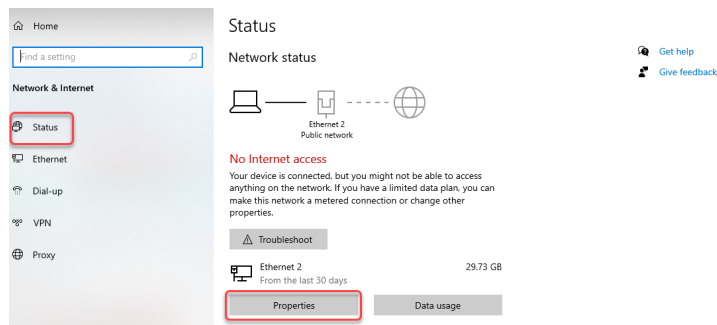 Home
Find a setting
Network & Internet
Status
Ethernet
Dial-up
VPN
Proxy
Status
Network status
Ethernet 2
Public network
No Internet access
Your device is connected, but you might not be able to access
anything on the network. If you have a limited data plan, you can
make this network a metered connection or change other
properties.
Troubleshoot
Ethernet 2
29.73 GB
From the last 30 days
Properties
Data usage
Get help
Give feedback